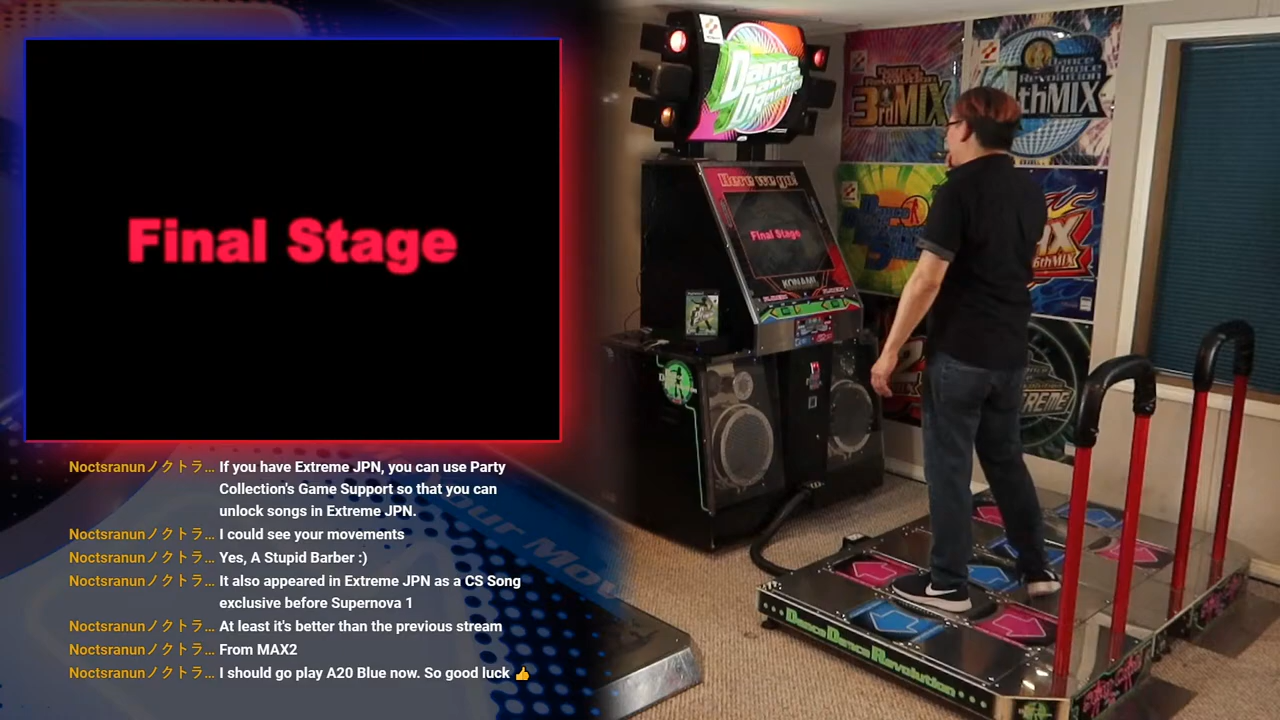 Final Stage
Noctsranunノクトラ... If you have Extreme JPN, you can use Party
Collection's Game Support so that you can
unlock songs in Extreme JPN.
Noctsranunノクトラ... I could see your movements
Noctsranunノクトラ... Yes, A Stupid Barber :)
Noctsranunノクトラ... It also appeared in Extreme JPN as a CS Song
exclusive before Supernova 1
Noctsranunノクトラ... At least it's better than the previous stream
Noctsranunノクトラ... From MAX2
Noctsranunノクトラ... I should go play A20 Blue now. So good luck 👍
Dance
Dance
Revolution
Here we go!
Final Stage
KONAMI
Dance Dance
Revolution
3rdMIX
Dance
Dance
Revolution
4thMIX
6thMIX
EXTREME
Dance Dance Revolution